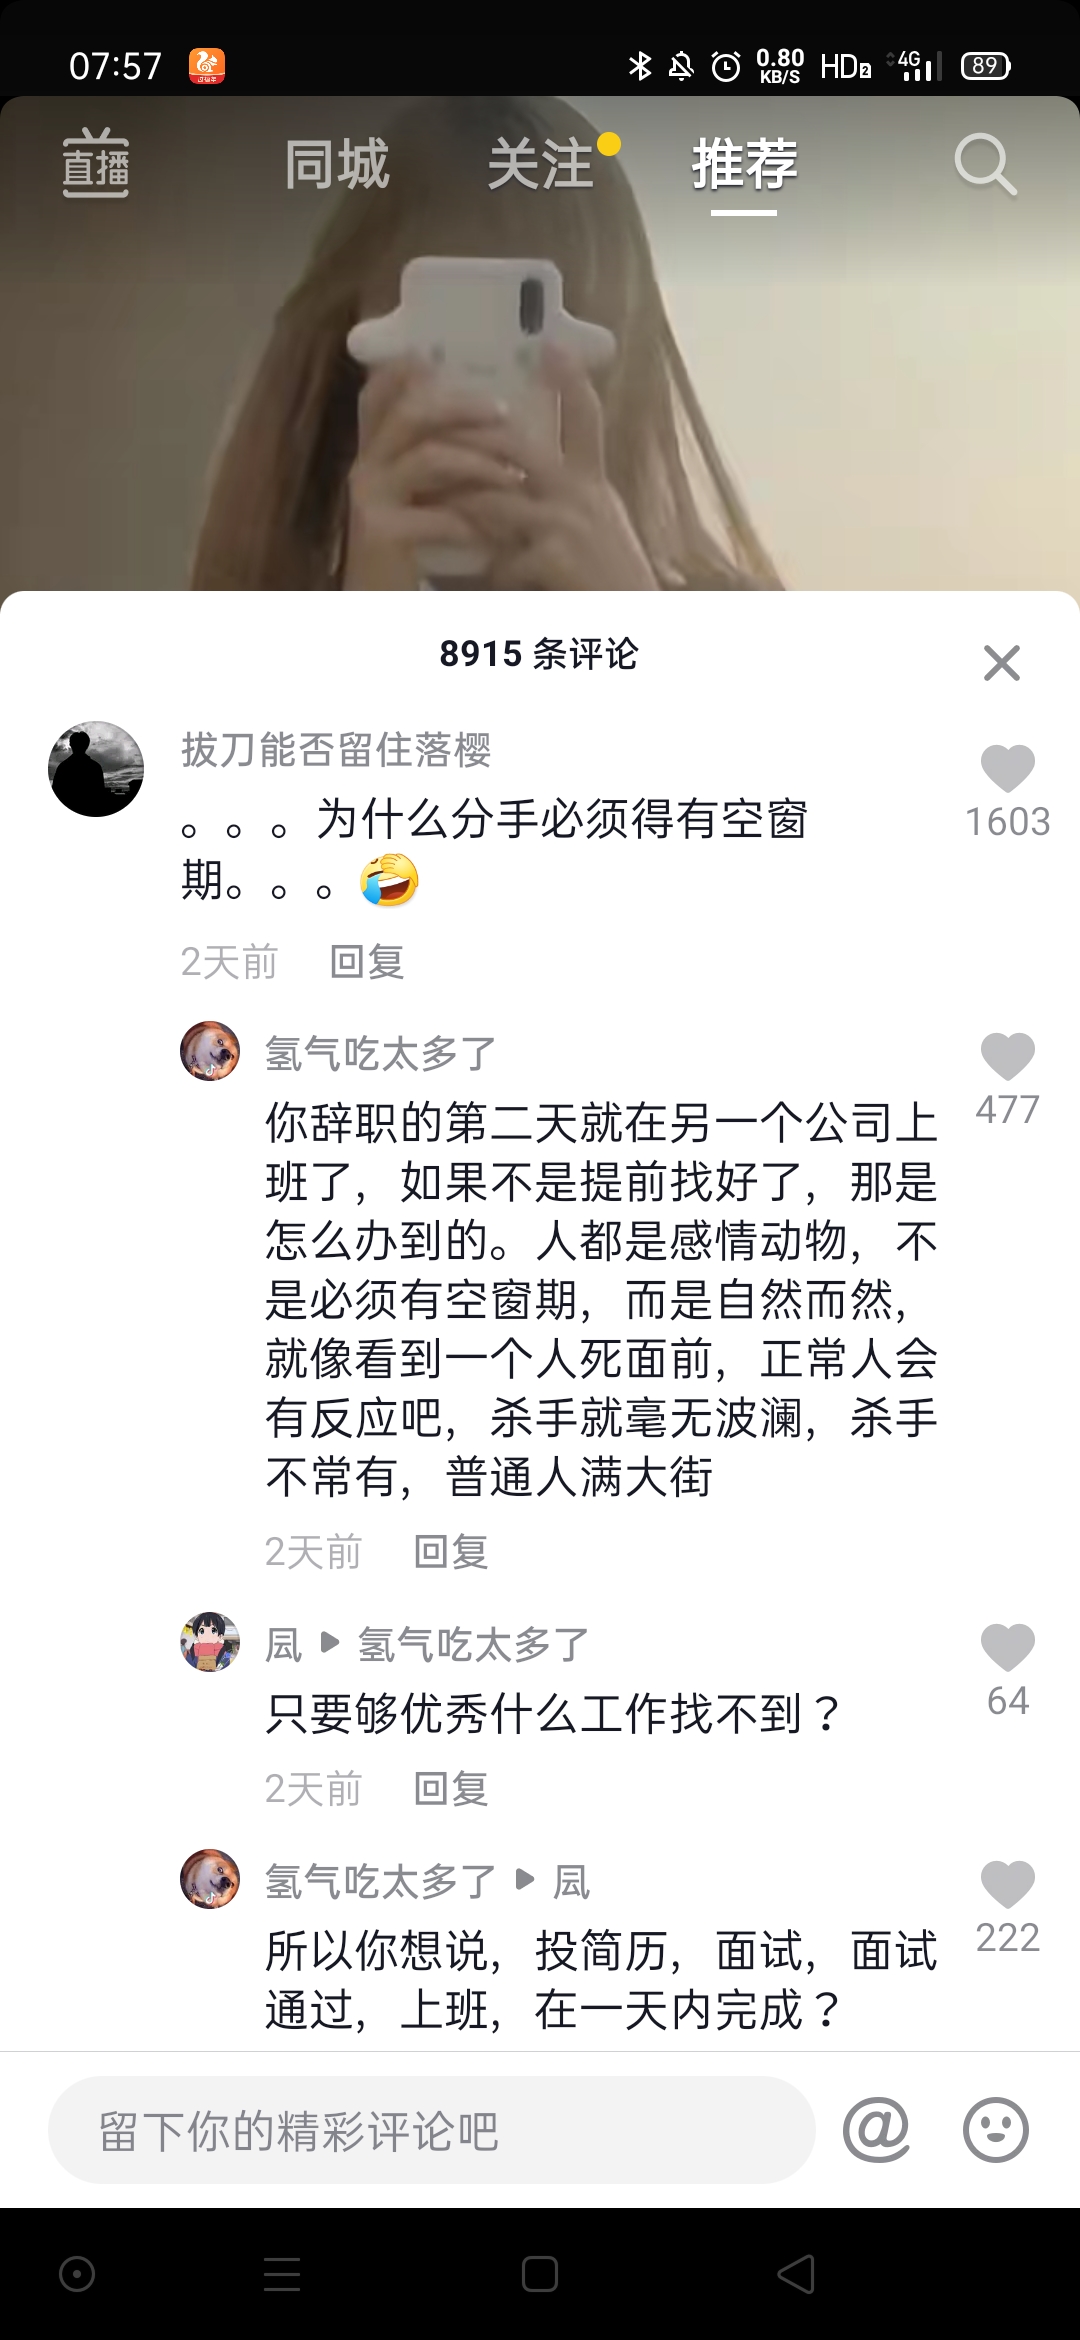 07:57
0.80
KB/S
HD2
4G
89
直播
同城
关注
推荐
8915 条评论
拔刀能否留住落樱
。。。为什么分手必须得有空窗
期。。。🤣
1603
2天前 回复
氢气吃太多了
你辞职的第二天就在另一个公司上
班了，如果不是提前找好了，那是
怎么办到的。人都是感情动物，不
是必须有空窗期，而是自然而然，
就像看到一个人死面前，正常人会
有反应吧，杀手就毫无波澜，杀手
不常有，普通人满大街
477
2天前 回复
凨 ▶ 氢气吃太多了
只要够优秀什么工作找不到？
64
2天前 回复
氢气吃太多了 ▶ 凨
所以你想说，投简历，面试，面试
通过，上班，在一天内完成？
222
留下你的精彩评论吧
@